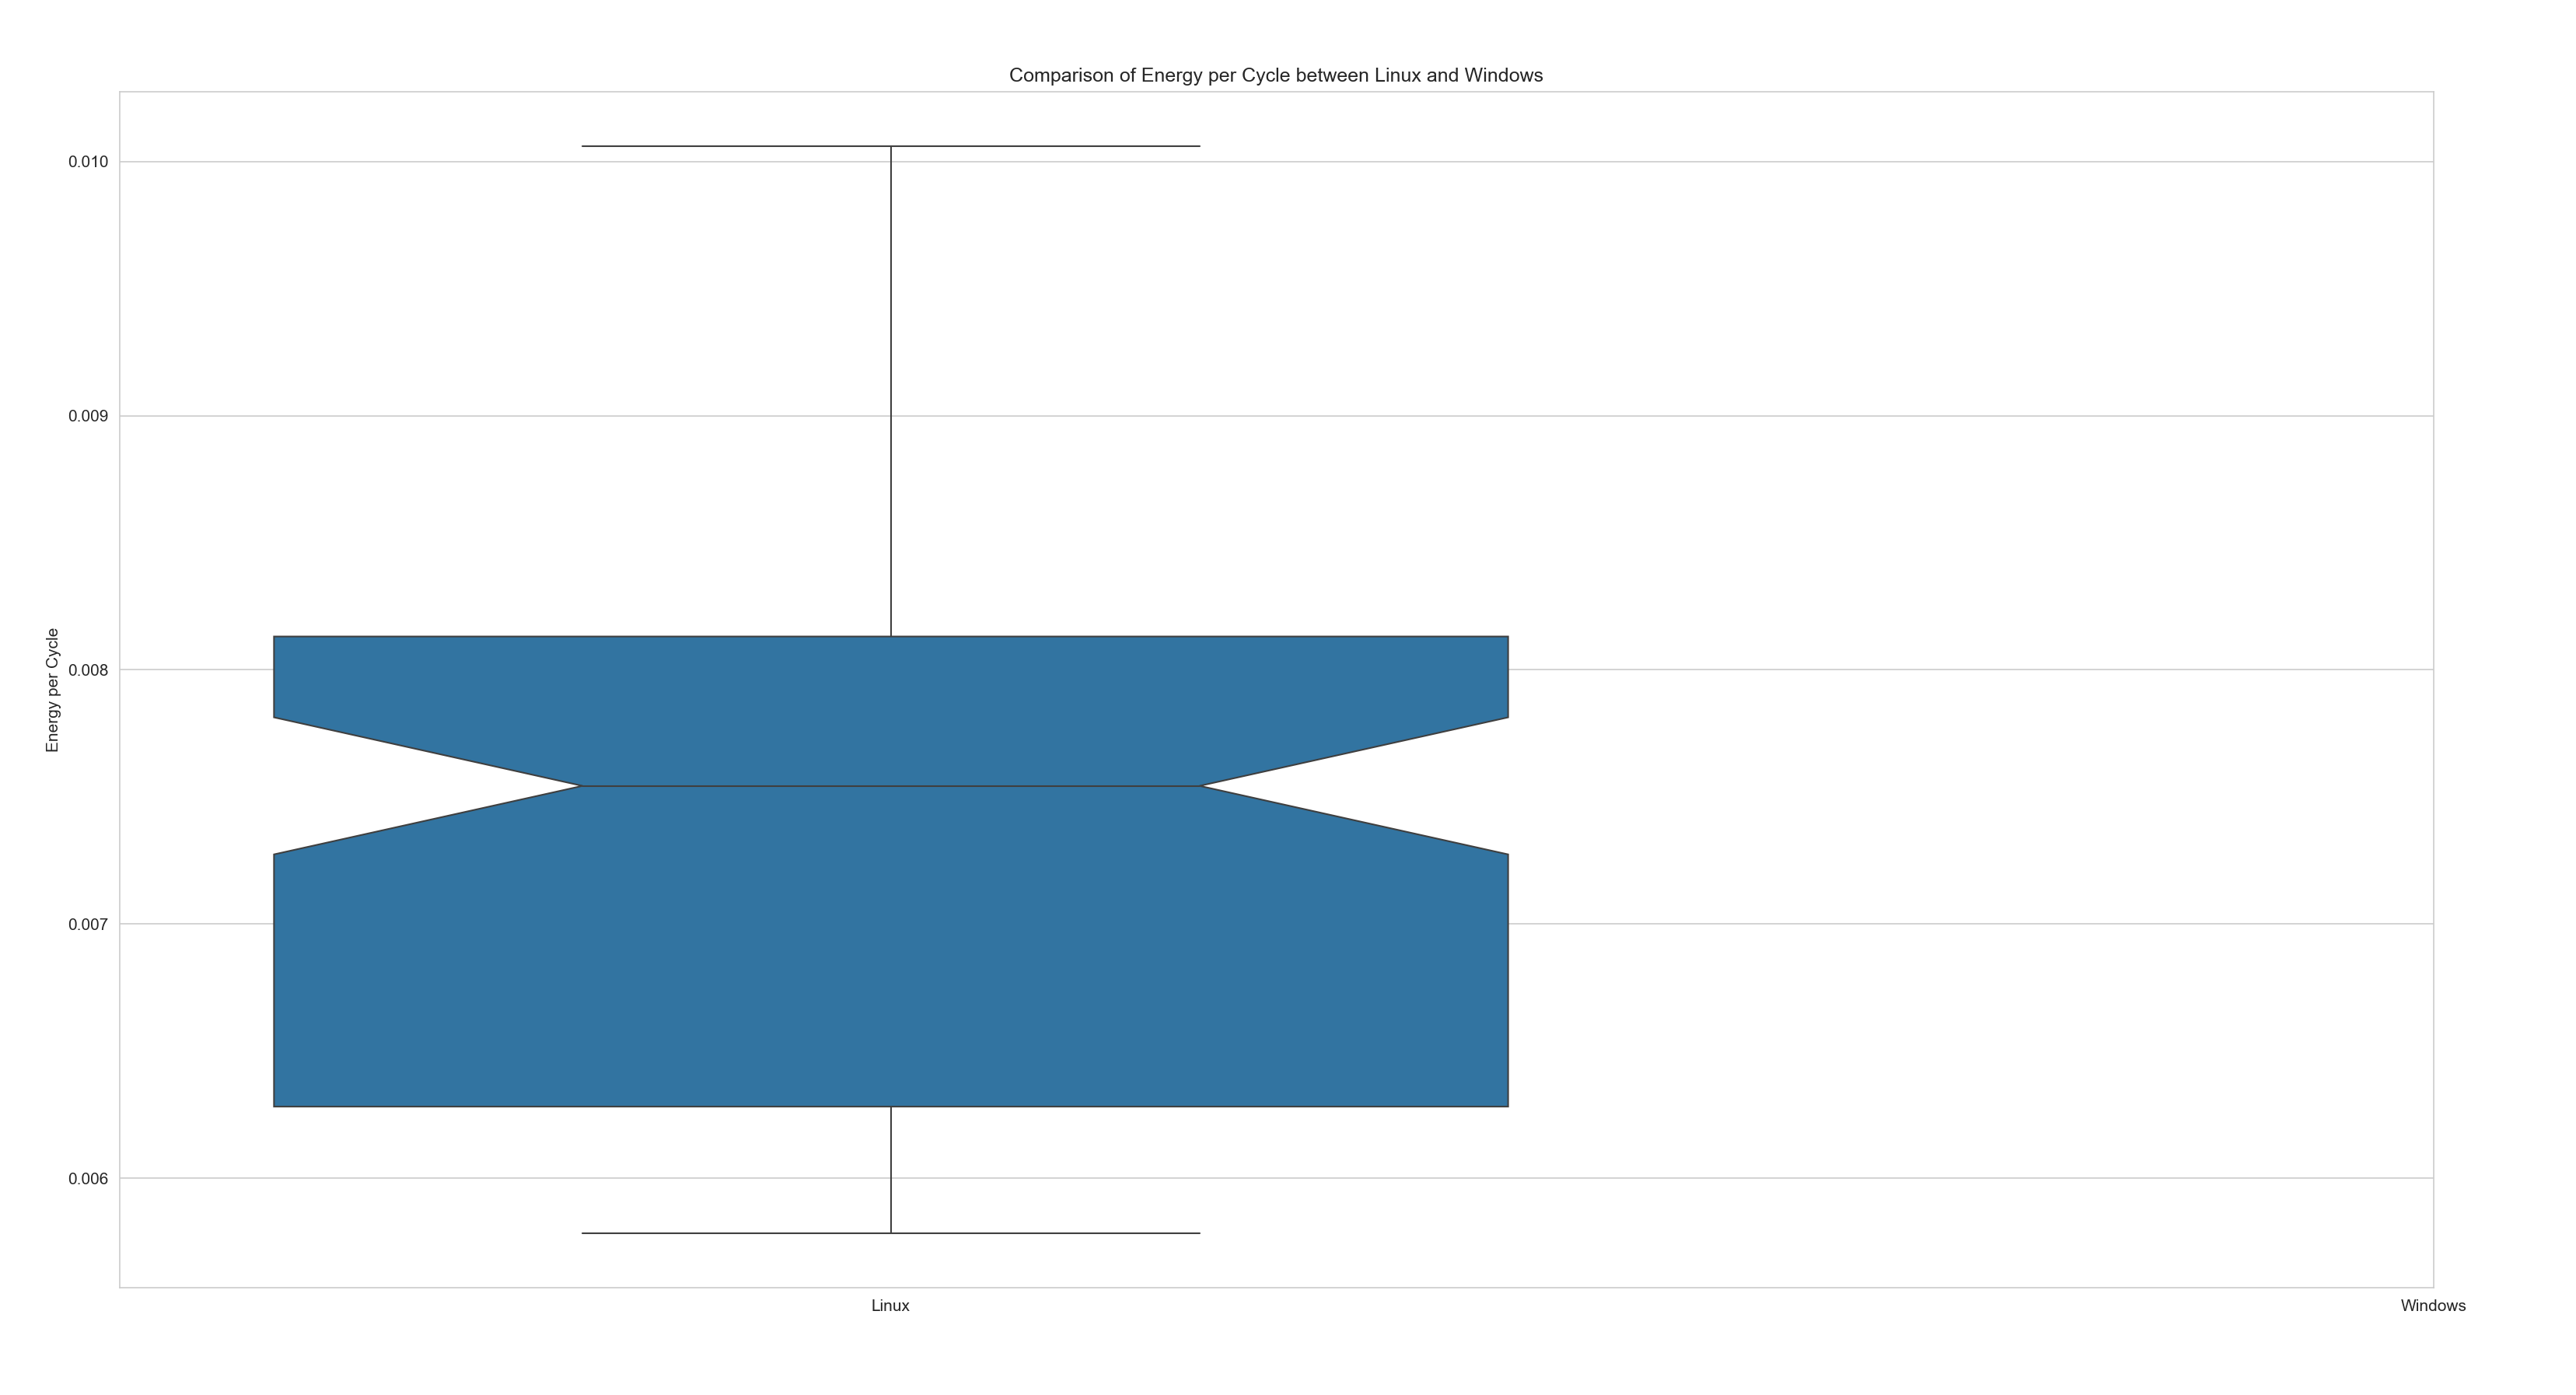 Comparison of Energy per Cycle between Linux and Windows
0.010
0.009
0.008
0.007
0.006
Energy per Cycle
Linux
Windows